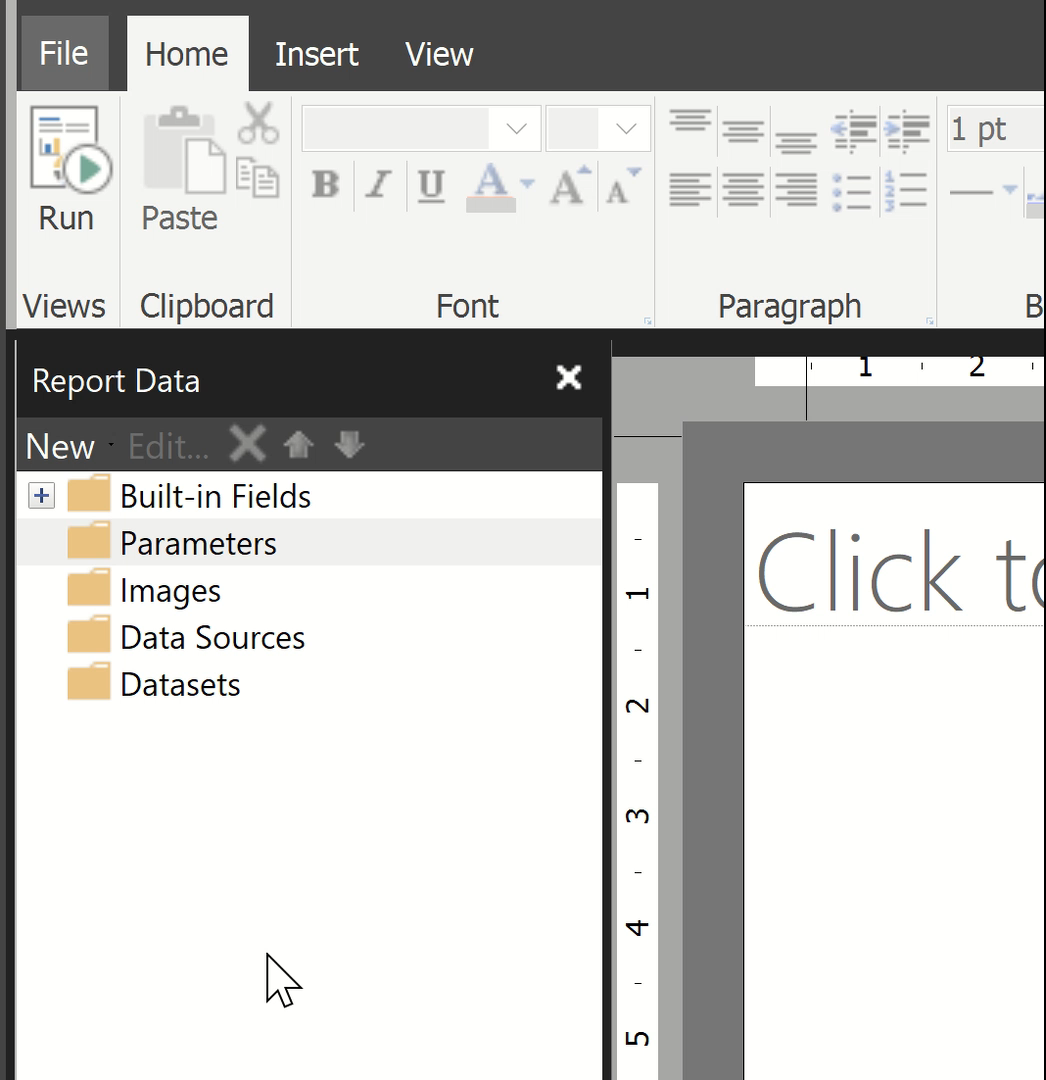 File Home Insert View
1 pt
B I U A A A
Run Paste
Views Clipboard Font Paragraph B
Report Data
1 2
New Edit...
Built-in Fields
Parameters
Images
Data Sources
Datasets
Click to
1
2
3
4
5